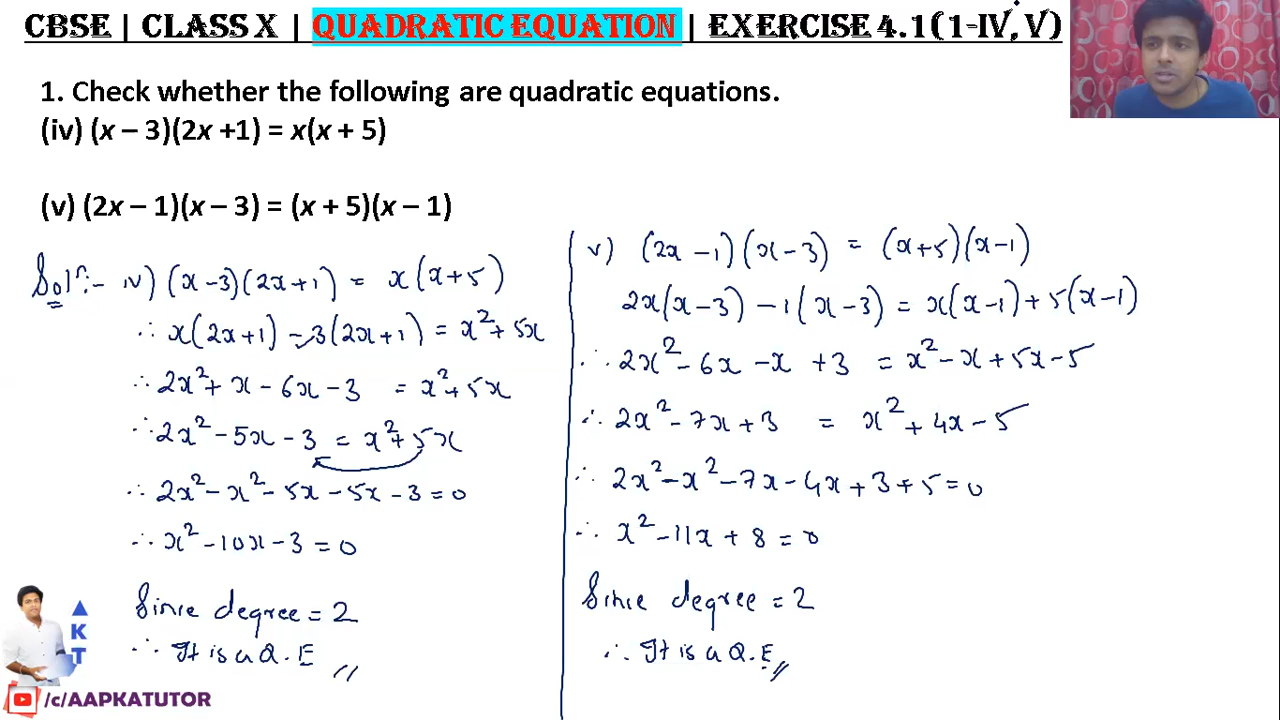 CBSE | CLASS X | QUADRATIC EQUATION | EXERCISE 4.1(1-IV, V)
1. Check whether the following are quadratic equations.
(iv) (x – 3)(2x +1) = x(x + 5)
(v) (2x – 1)(x – 3) = (x + 5)(x – 1)
Solⁿ:- iv) (x-3)(2x+1) = x(x+5)
∴ x(2x+1) -3(2x+1) = x²+5x
∴ 2x²+x-6x-3 = x²+5x
∴ 2x²-5x-3 = x²+5x
∴ 2x²-x²-5x-5x-3=0
∴ x²-10x-3=0
Since degree = 2
∴ It is a Q.E //
v) (2x-1)(x-3) = (x+5)(x-1)
2x(x-3) -1(x-3) = x(x-1)+5(x-1)
∴ 2x²-6x-x+3 = x²-x+5x-5
∴ 2x²-7x+3 = x²+4x-5
∴ 2x²-x²-7x-4x+3+5=0
∴ x²-11x+8=0
Since degree = 2
∴ It is a Q.E //
AKT
/c/AAPKATUTOR